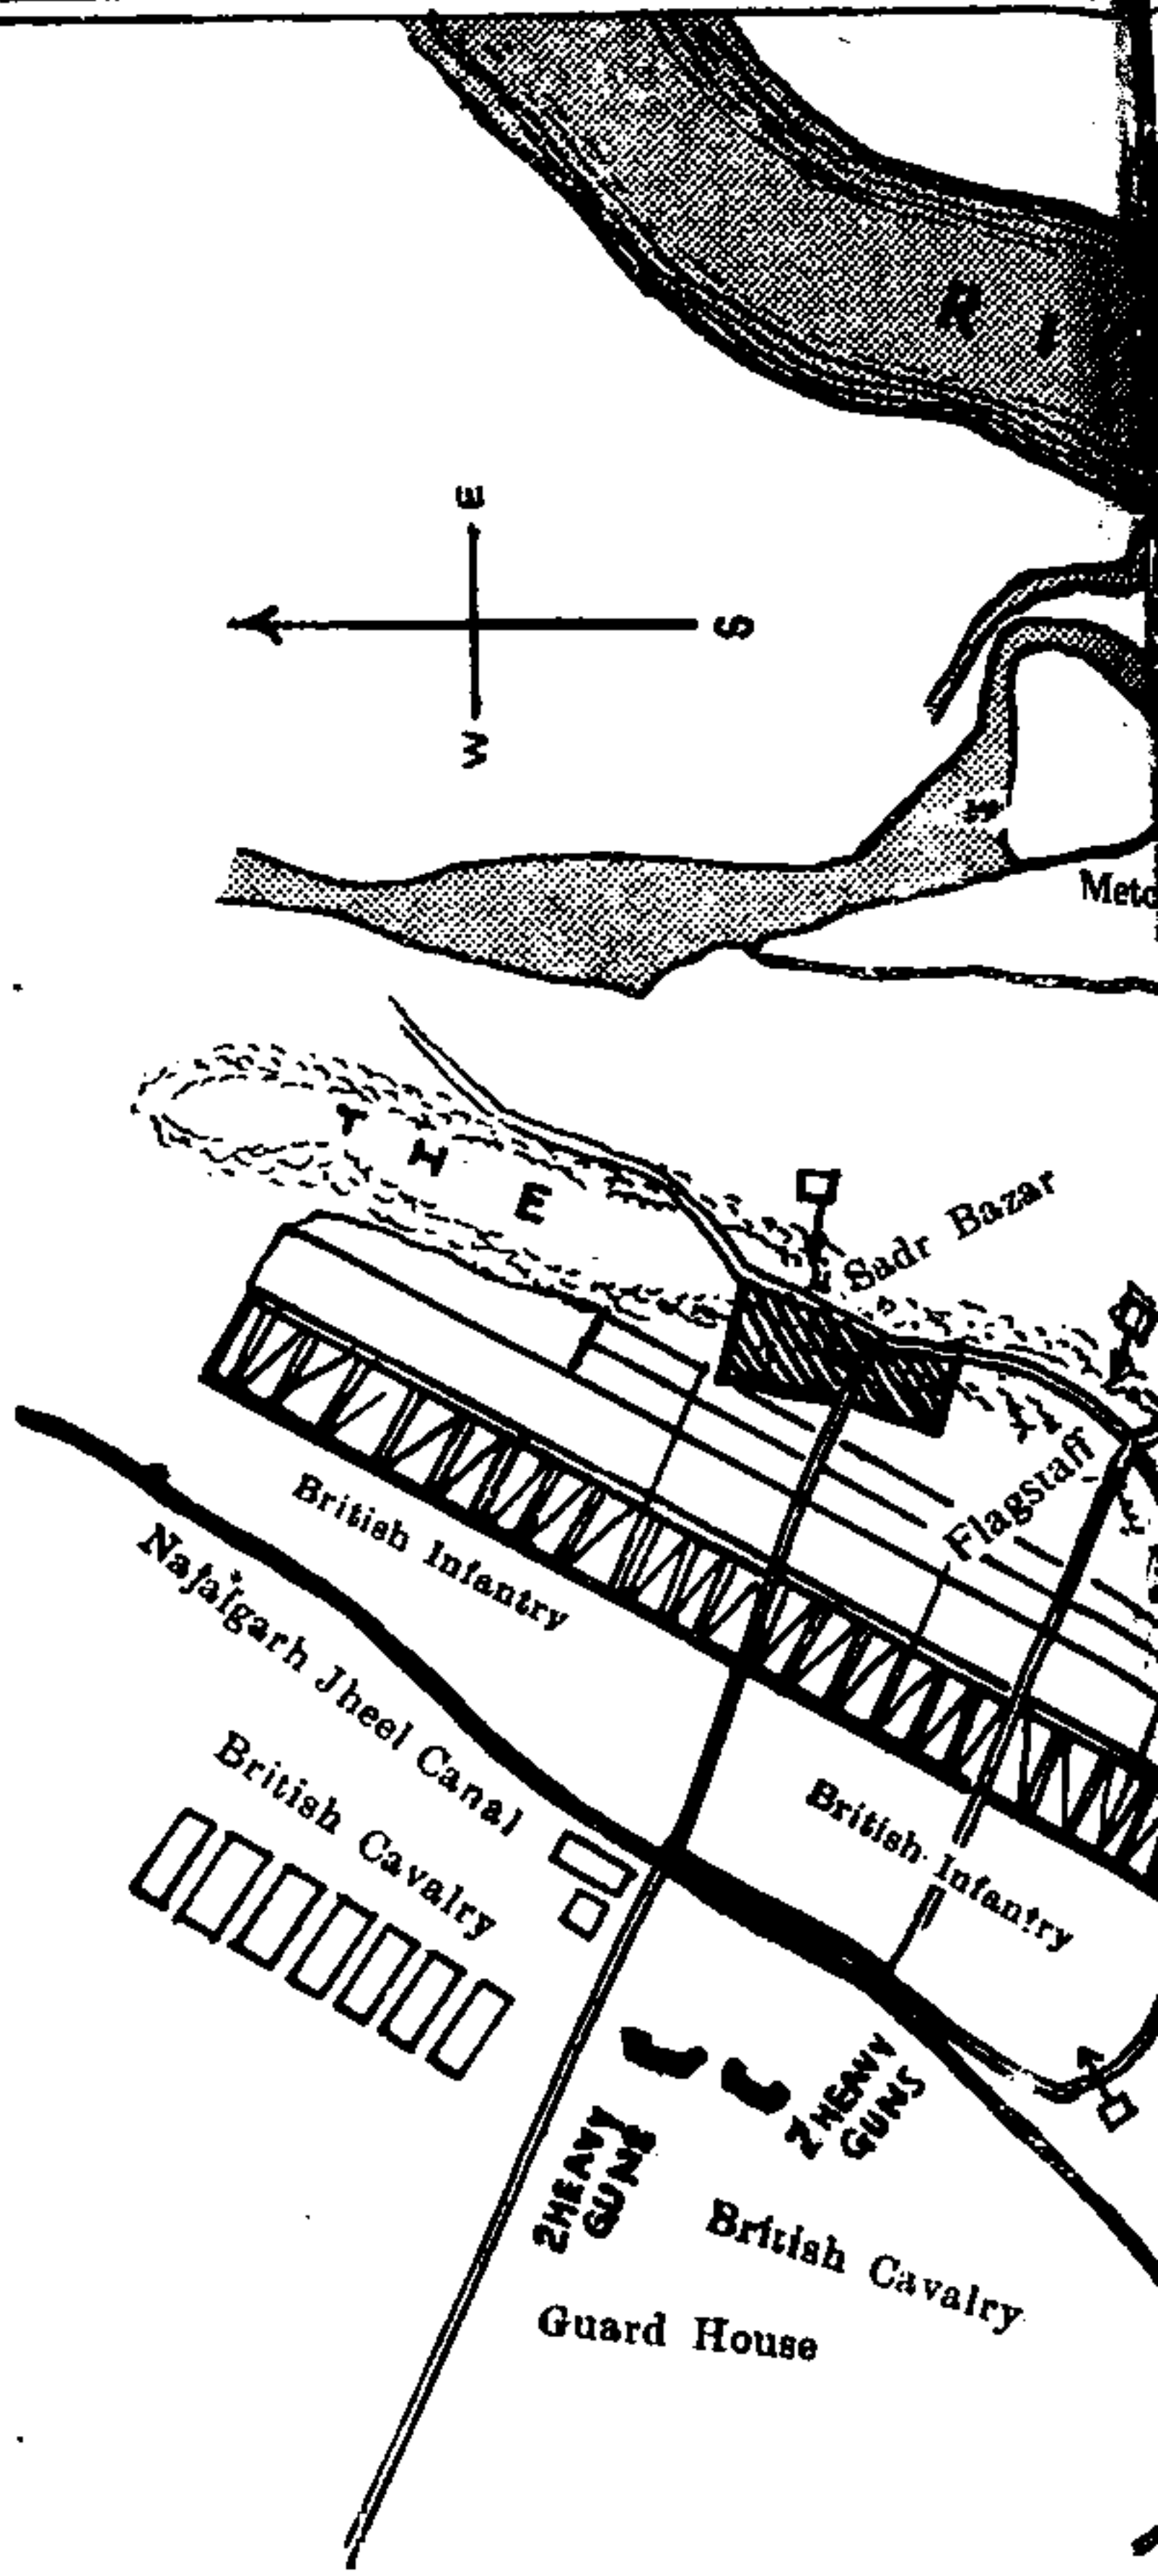 R I
E
W
S
Metc
THE
Sadr Bazar
Flagstaff
British Infantry
Najafgarh Jheel Canal
British Cavalry
British Infantry
2 HEAVY
GUNS
2 HEAVY
GUNS
British Cavalry
Guard House